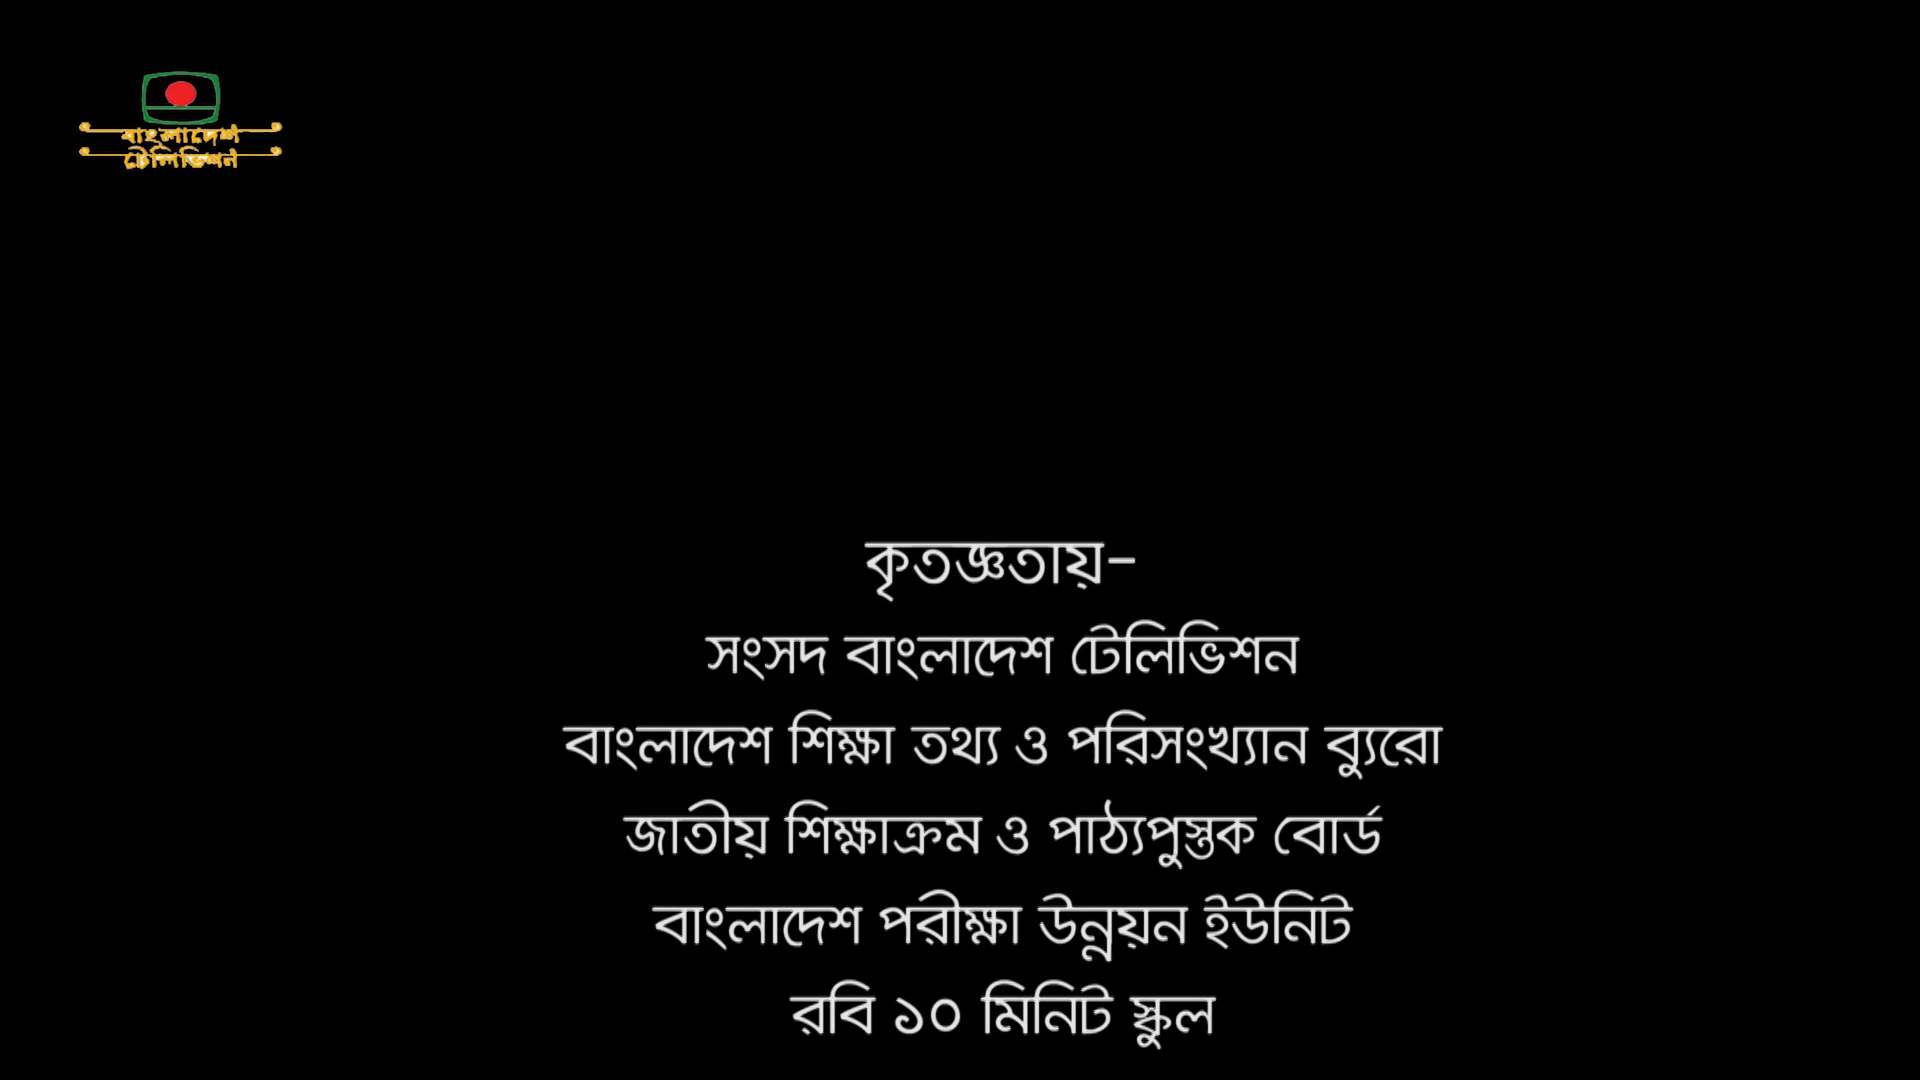 বাংলাদেশ
টেলিভিশন
কৃতজ্ঞতায়-
সংসদ বাংলাদেশ টেলিভিশন
বাংলাদেশ শিক্ষা তথ্য ও পরিসংখ্যান ব্যুরো
জাতীয় শিক্ষাক্রম ও পাঠ্যপুস্তক বোর্ড
বাংলাদেশ পরীক্ষা উন্নয়ন ইউনিট
রবি ১০ মিনিট স্কুল